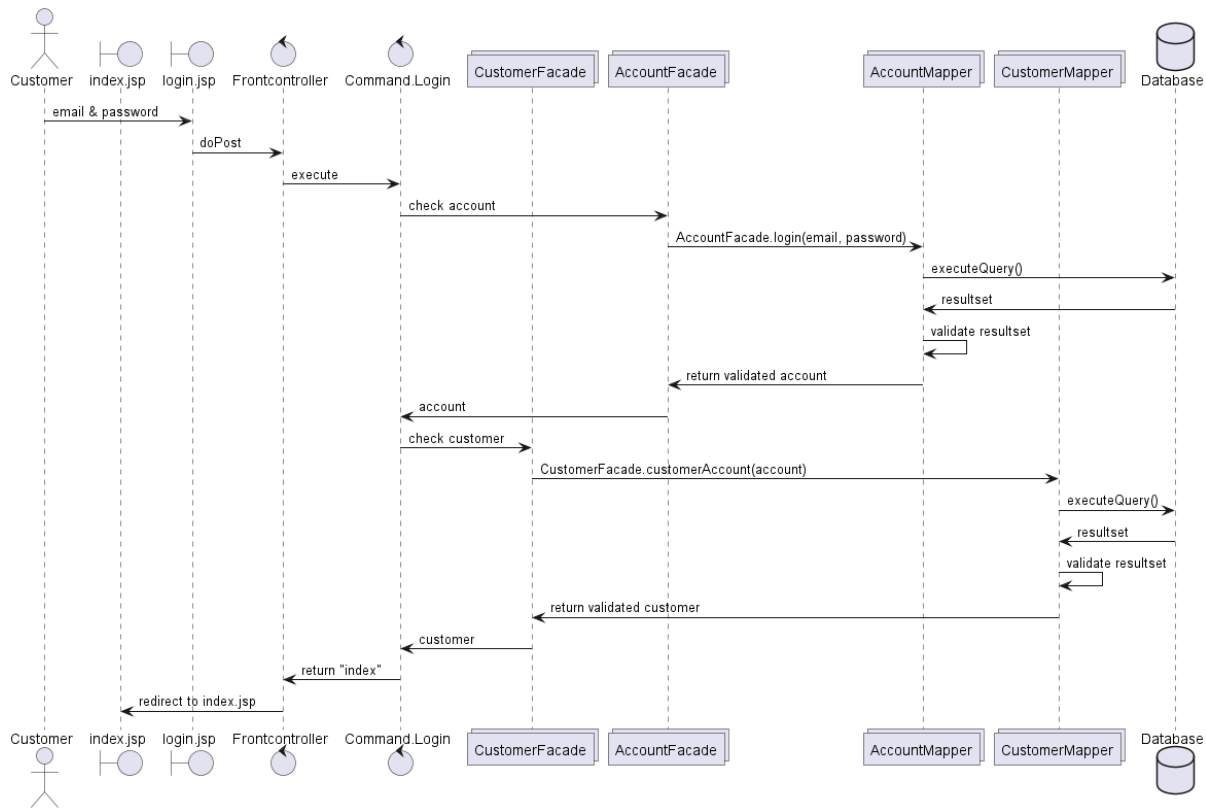 Customer
index.jsp
login.jsp
Frontcontroller
Command.Login
CustomerFacade
AccountFacade
AccountMapper
CustomerMapper
Database
email & password
doPost
execute
check account
AccountFacade.login(email, password)
executeQuery()
resultset
validate resultset
return validated account
account
check customer
CustomerFacade.customerAccount(account)
executeQuery()
resultset
validate resultset
return validated customer
customer
return "index"
redirect to index.jsp
Customer
index.jsp
login.jsp
Frontcontroller
Command.Login
CustomerFacade
AccountFacade
AccountMapper
CustomerMapper
Database